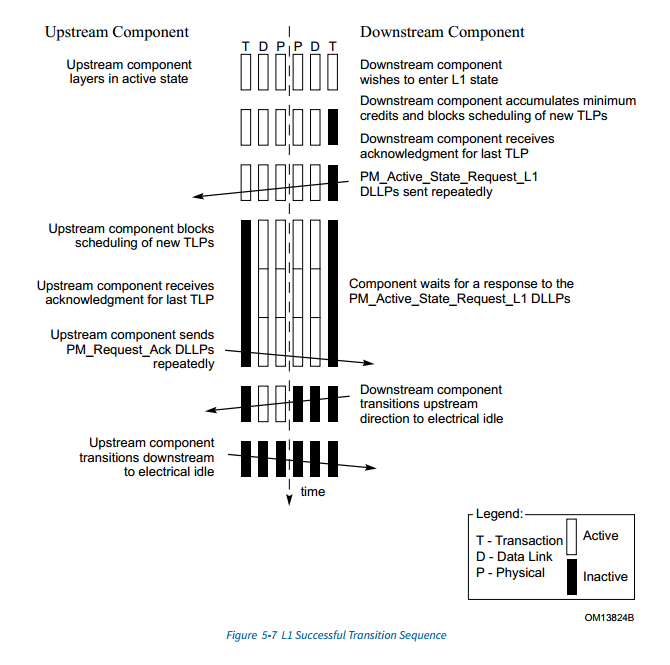 Upstream Component
Downstream Component
T D P P D T
Upstream component
layers in active state
Downstream component
wishes to enter L1 state
Downstream component accumulates minimum
credits and blocks scheduling of new TLPs
Downstream component receives
acknowledgment for last TLP
PM_Active_State_Request_L1
DLLPs sent repeatedly
Upstream component blocks
scheduling of new TLPs
Upstream component receives
acknowledgment for last TLP
Component waits for a response to the
PM_Active_State_Request_L1 DLLPs
Upstream component sends
PM_Request_Ack DLLPs
repeatedly
Downstream component
transitions upstream
direction to electrical idle
Upstream component
transitions downstream
to electrical idle
time
Legend:
T - Transaction
D - Data Link
P - Physical
Active
Inactive
OM13824B
Figure 5-7 L1 Successful Transition Sequence